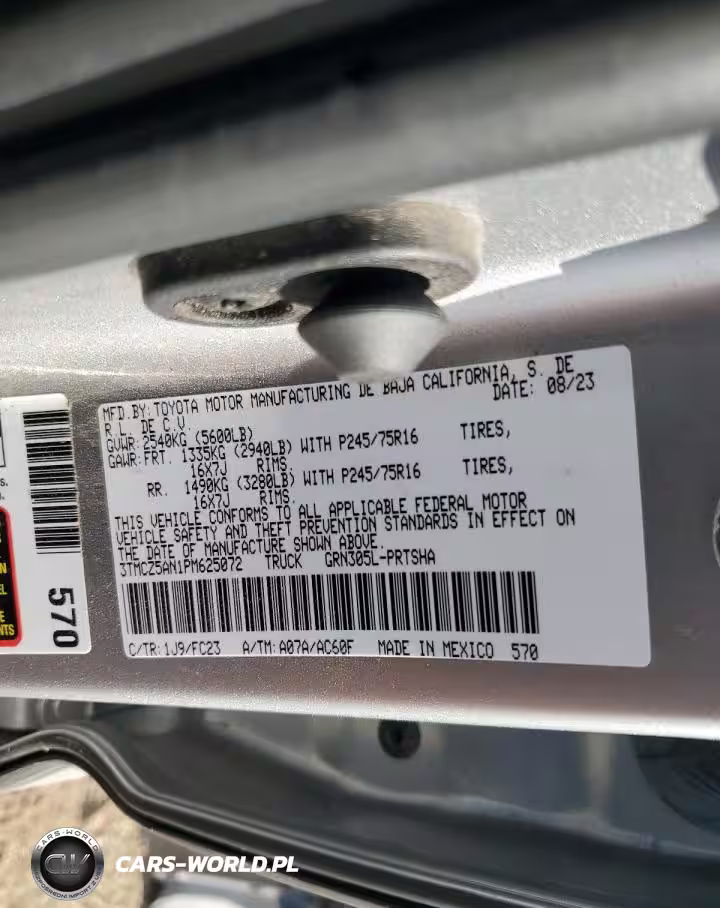 MFD. BY: TOYOTA MOTOR MANUFACTURING DE BAJA CALIFORNIA, S. DE
R.L. DE C.V. DATE: 08/23
GVWR: 2540KG (5600LB)
GAWR: FRT. 1335KG (2940LB) WITH P245/75R16 TIRES,
16X7J RIMS.
RR. 1490KG (3280LB) WITH P245/75R16 TIRES,
16X7J RIMS.
THIS VEHICLE CONFORMS TO ALL APPLICABLE FEDERAL MOTOR
VEHICLE SAFETY AND THEFT PREVENTION STANDARDS IN EFFECT ON
THE DATE OF MANUFACTURE SHOWN ABOVE.
3TMCZ5AN1PM625072 TRUCK GRN305L-PRTSHA
C/TR: 1J9/FC23 A/TM: A07A/AC60F MADE IN MEXICO 570
570
CARS-WORLD
CW
CARS-WORLD.PL